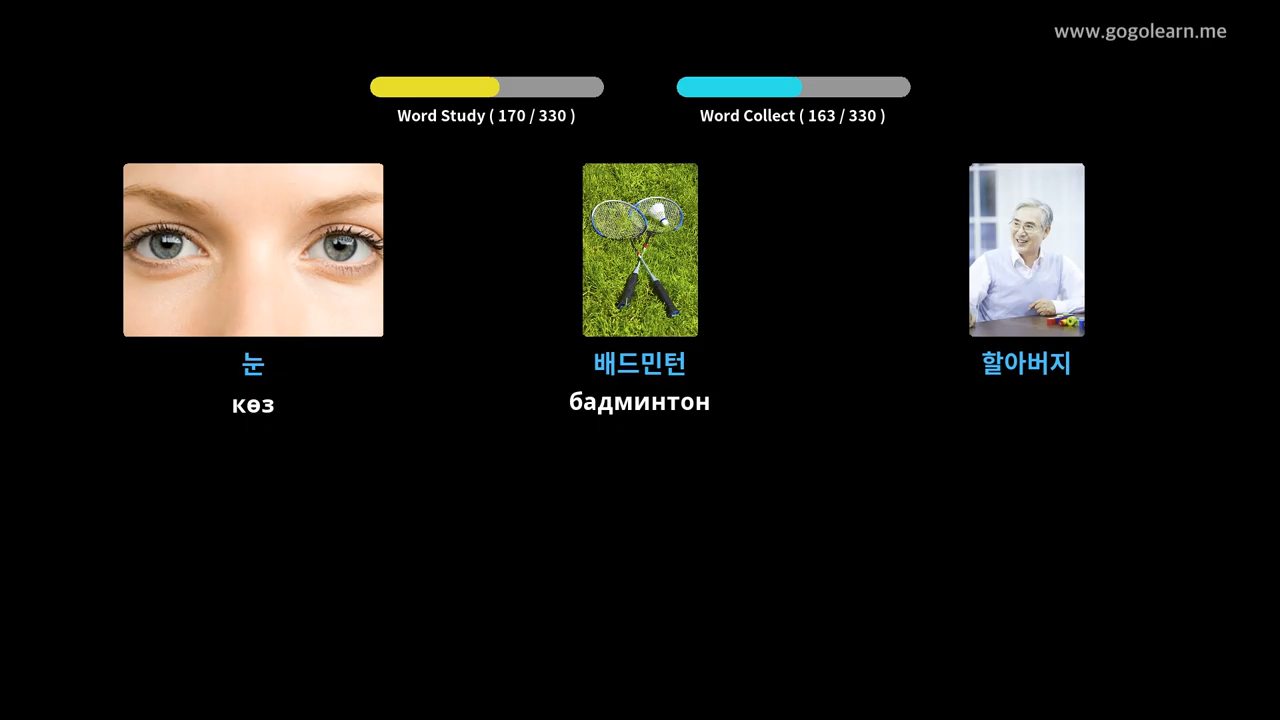 www.gogolearn.me
Word Study ( 170 / 330 )
Word Collect ( 163 / 330 )
눈
көз
배드민턴
бадминтон
할아버지